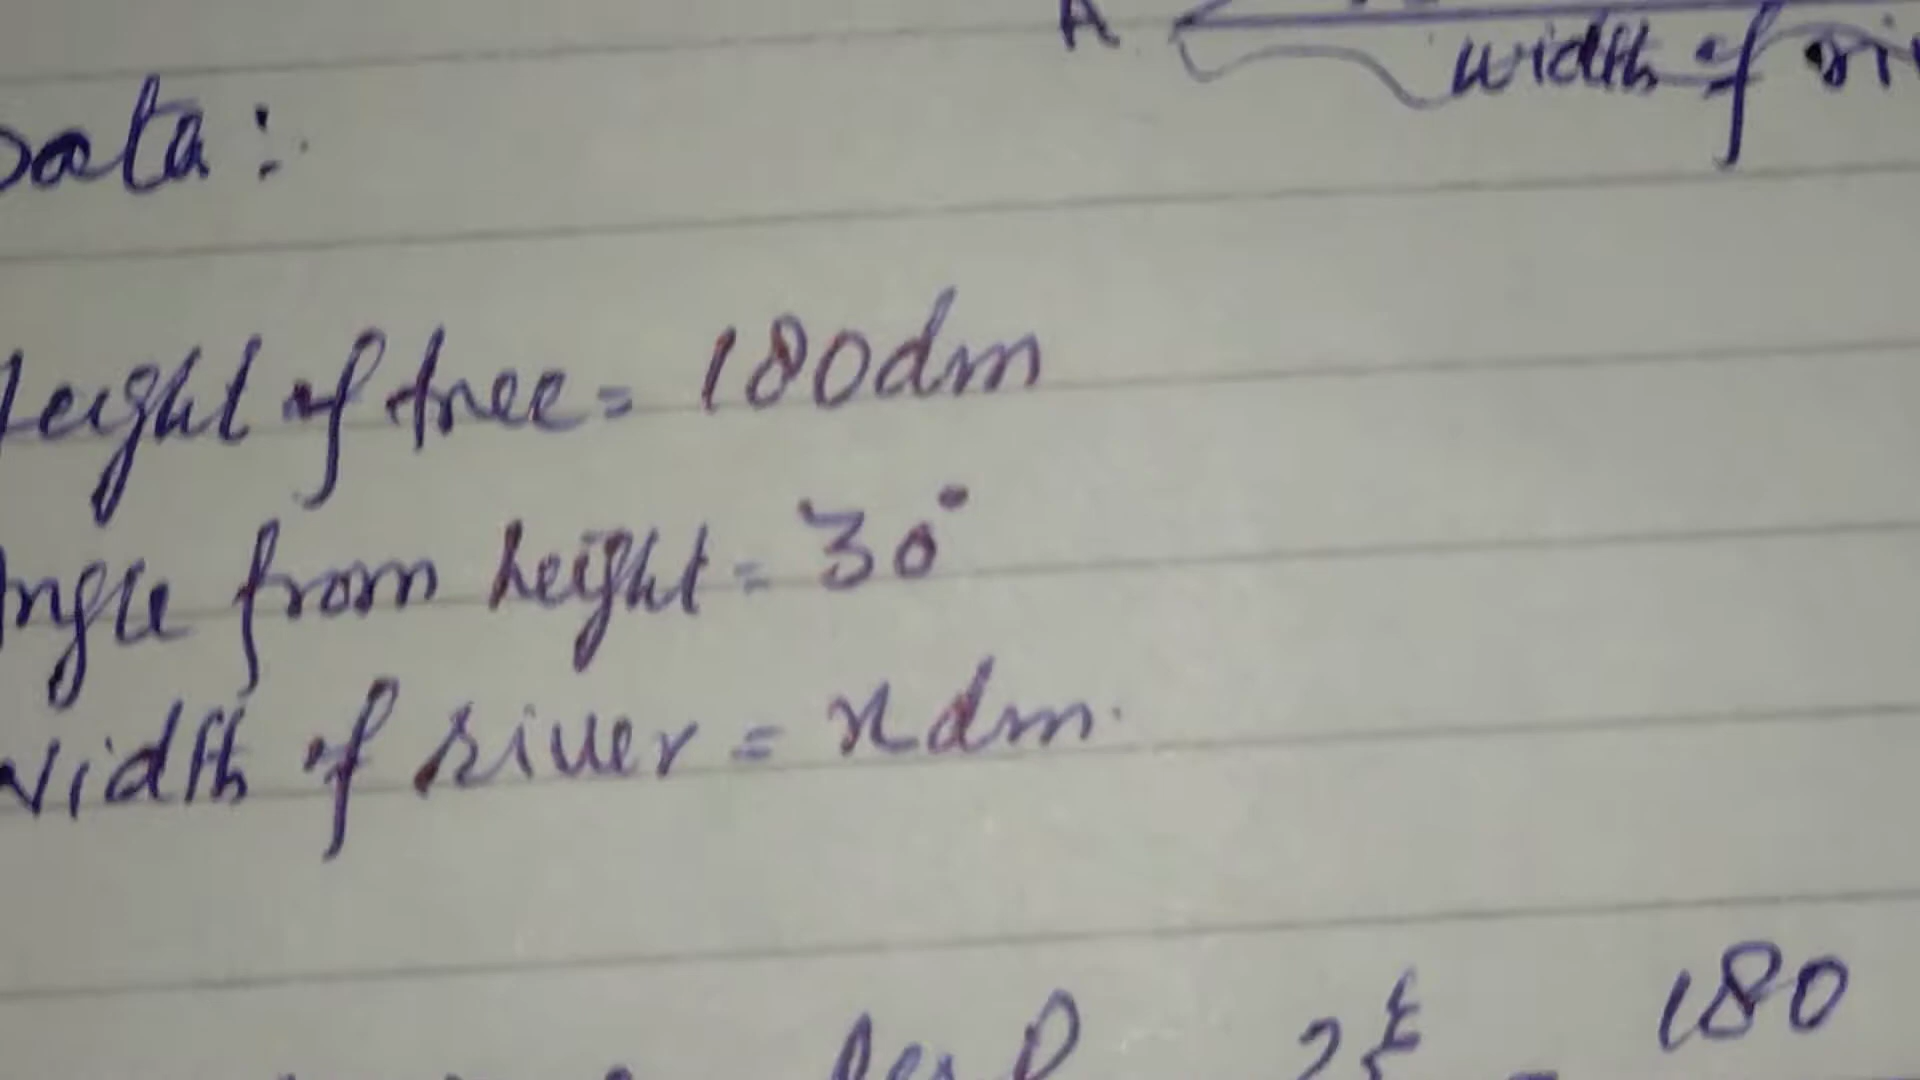 A width of ri
Data :
Height of tree = 180dm
Angle from height = 30°
Width of river = x dm.
180